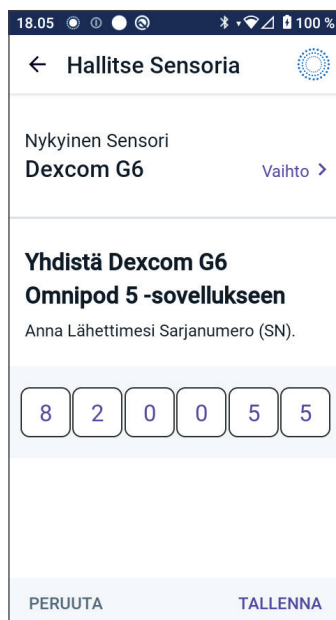 18.05 100 %
Hallitse Sensoria
Nykyinen Sensori
Dexcom G6 Vaihto
Yhdistä Dexcom G6
Omnipod 5 -sovellukseen
Anna Lähettimesi Sarjanumero (SN).
8 2 0 0 5 5
PERUUTA TALLENNA